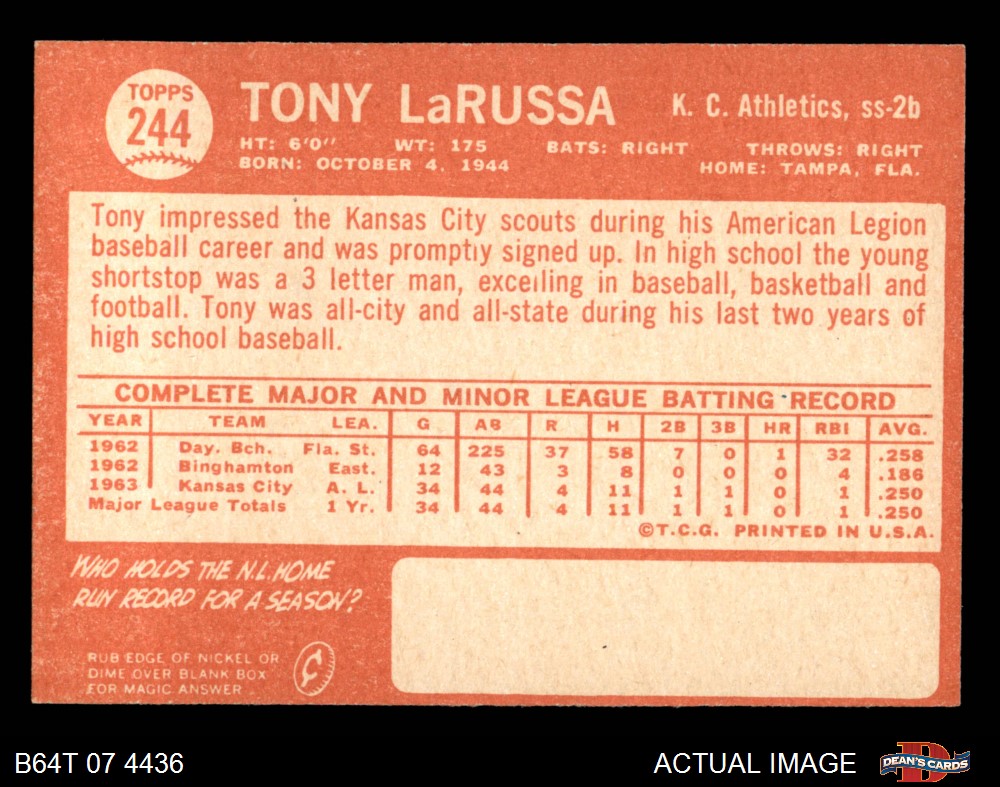 TOPPS
244
TONY LaRUSSA
K. C. Athletics, ss-2b
HT: 6'0" WT: 175 BATS: RIGHT THROWS: RIGHT
BORN: OCTOBER 4, 1944 HOME: TAMPA, FLA.
Tony impressed the Kansas City scouts during his American Legion
baseball career and was promptly signed up. In high school the young
shortstop was a 3 letter man, excelling in baseball, basketball and
football. Tony was all-city and all-state during his last two years of
high school baseball.
COMPLETE MAJOR AND MINOR LEAGUE BATTING RECORD
YEAR TEAM LEA. G AB R H 2B 3B HR RBI AVG.
1962 Day. Bch. Fla. St. 64 225 37 58 7 0 1 32 .258
1962 Binghamton East. 12 43 3 8 0 0 0 4 .186
1963 Kansas City A. L. 34 44 4 11 1 1 0 1 .250
Major League Totals 1 Yr. 34 44 4 11 1 1 0 1 .250
©T.C.G. PRINTED IN U.S.A.
WHO HOLDS THE N.L. HOME
RUN RECORD FOR A SEASON?
RUB EDGE OF NICKEL OR
DIME OVER BLANK BOX
FOR MAGIC ANSWER
¢
B64T 07 4436
ACTUAL IMAGE
D
DEAN'S CARDS